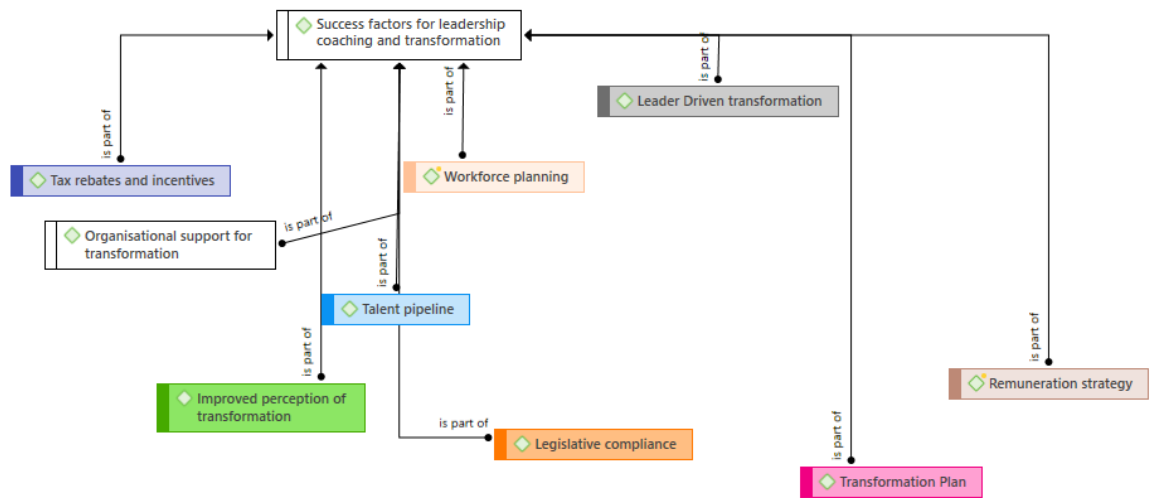 Success factors for leadership
coaching and transformation
is part of
Leader Driven transformation
is part of
is part of
Tax rebates and incentives
is part of
Workforce planning
is part of
Organisational support for
transformation
is part of
Talent pipeline
is part of
Improved perception of
transformation
is part of
Remuneration strategy
is part of
Legislative compliance
is part of
Transformation Plan